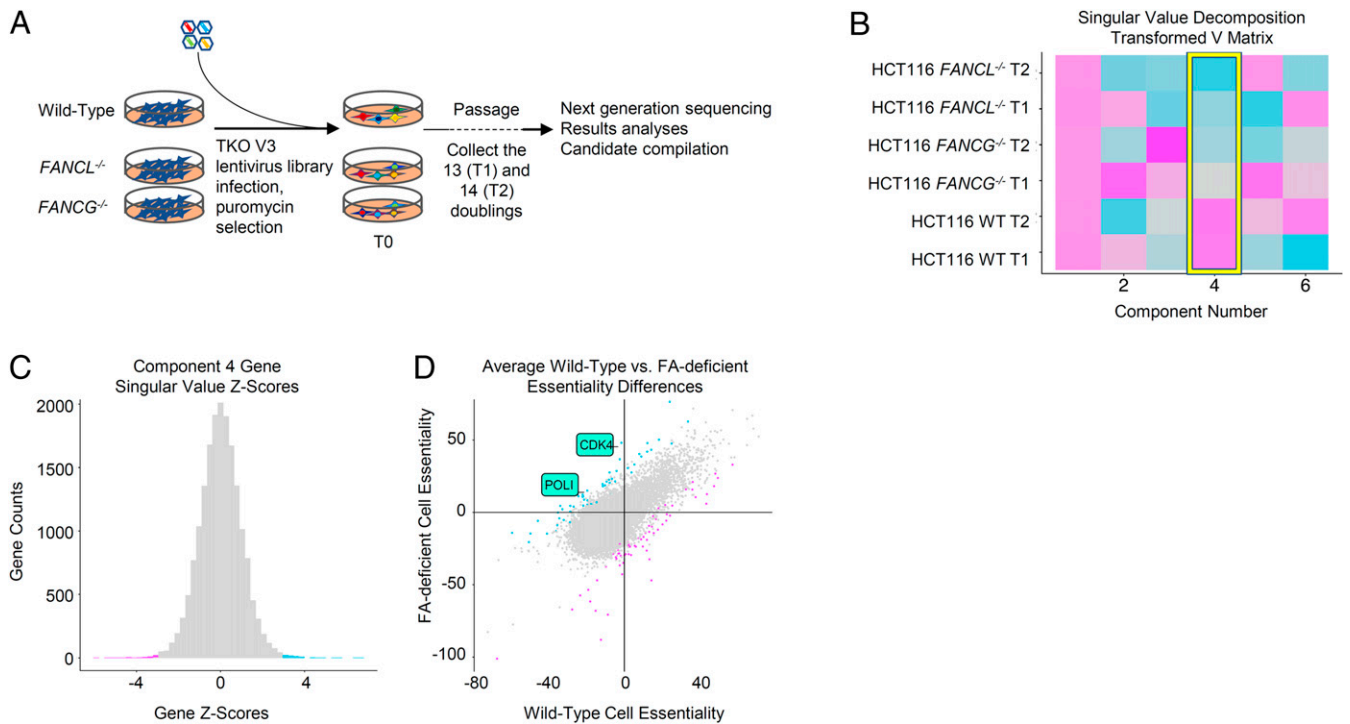 A
Wild-Type
FANCL-/-
FANCG-/-
TKO V3
lentivirus library
infection,
puromycin
selection
T0
Passage
Collect the
13 (T1) and
14 (T2)
doublings
Next generation sequencing
Results analyses
Candidate compilation
B
Singular Value Decomposition
Transformed V Matrix
HCT116 FANCL-/- T2
HCT116 FANCL-/- T1
HCT116 FANCG-/- T2
HCT116 FANCG-/- T1
HCT116 WT T2
HCT116 WT T1
2 4 6
Component Number
C
Component 4 Gene
Singular Value Z-Scores
Gene Counts
2000
1500
1000
500
0
-4 0 4
Gene Z-Scores
D
Average Wild-Type vs. FA-deficient
Essentiality Differences
FA-deficient Cell Essentiality
50
0
-50
-100
CDK4
POLI
-80 -40 0 40
Wild-Type Cell Essentiality